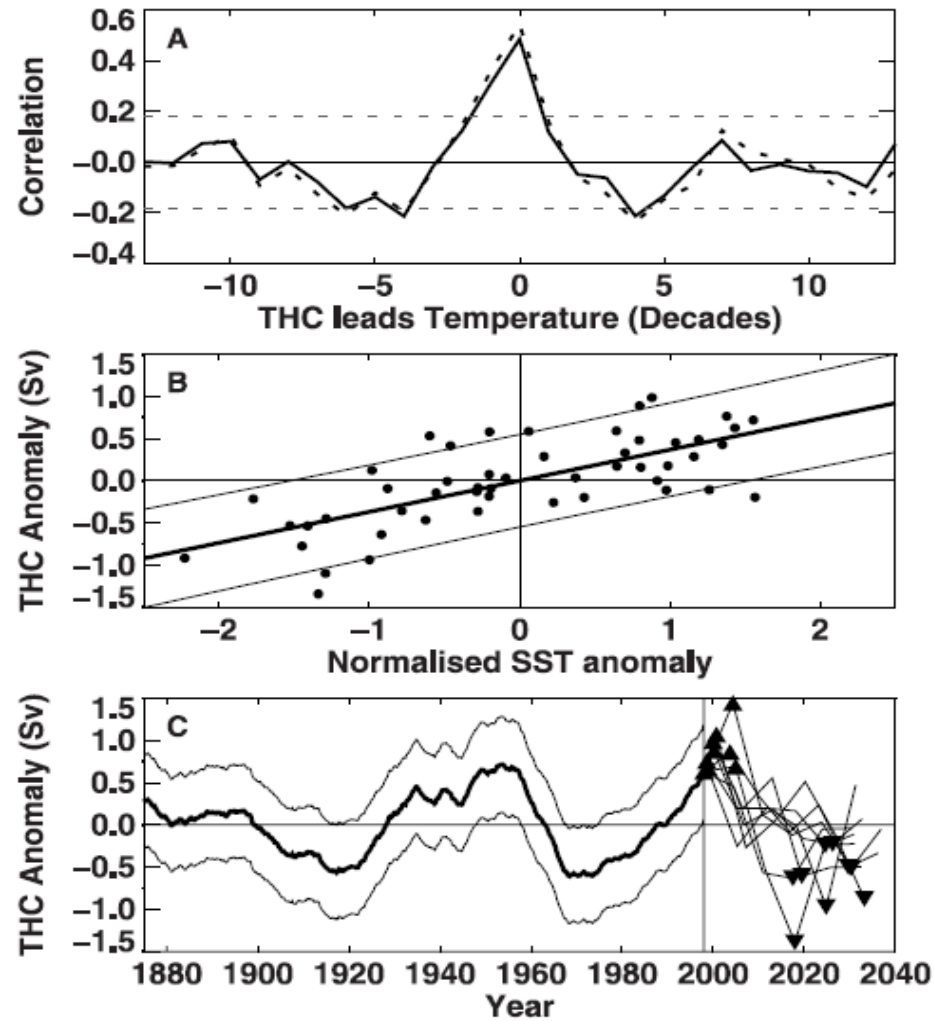 A
Correlation
0.6
0.4
0.2
−0.0
−0.2
−0.4
−10 −5 0 5 10
THC leads Temperature (Decades)
B
THC Anomaly (Sv)
1.5
1.0
0.5
0.0
−0.5
−1.0
−1.5
−2 −1 0 1 2
Normalised SST anomaly
C
THC Anomaly (Sv)
1.5
1.0
0.5
0.0
−0.5
−1.0
−1.5
1880 1900 1920 1940 1960 1980 2000 2020 2040
Year